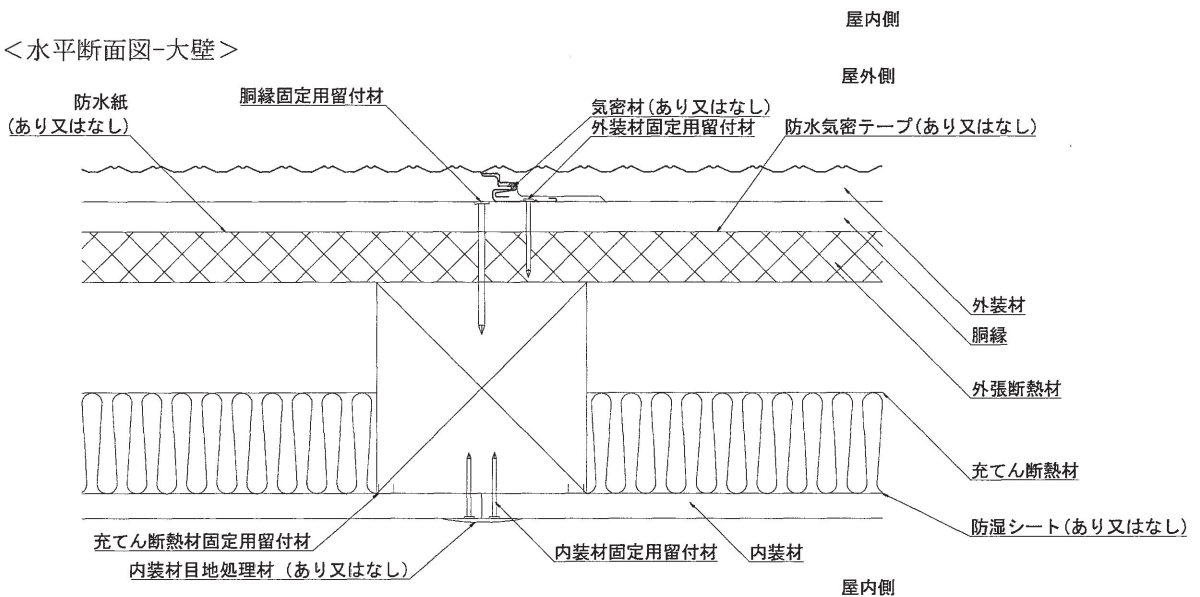 屋内側
<水平断面図-大壁>
屋外側
防水紙
(あり又はなし)
胴縁固定用留付材
気密材(あり又はなし)
外装材固定用留付材
防水気密テープ(あり又はなし)
外装材
胴縁
外張断熱材
充てん断熱材
防湿シート(あり又はなし)
充てん断熱材固定用留付材
内装材目地処理材 (あり又はなし)
内装材固定用留付材
内装材
屋内側